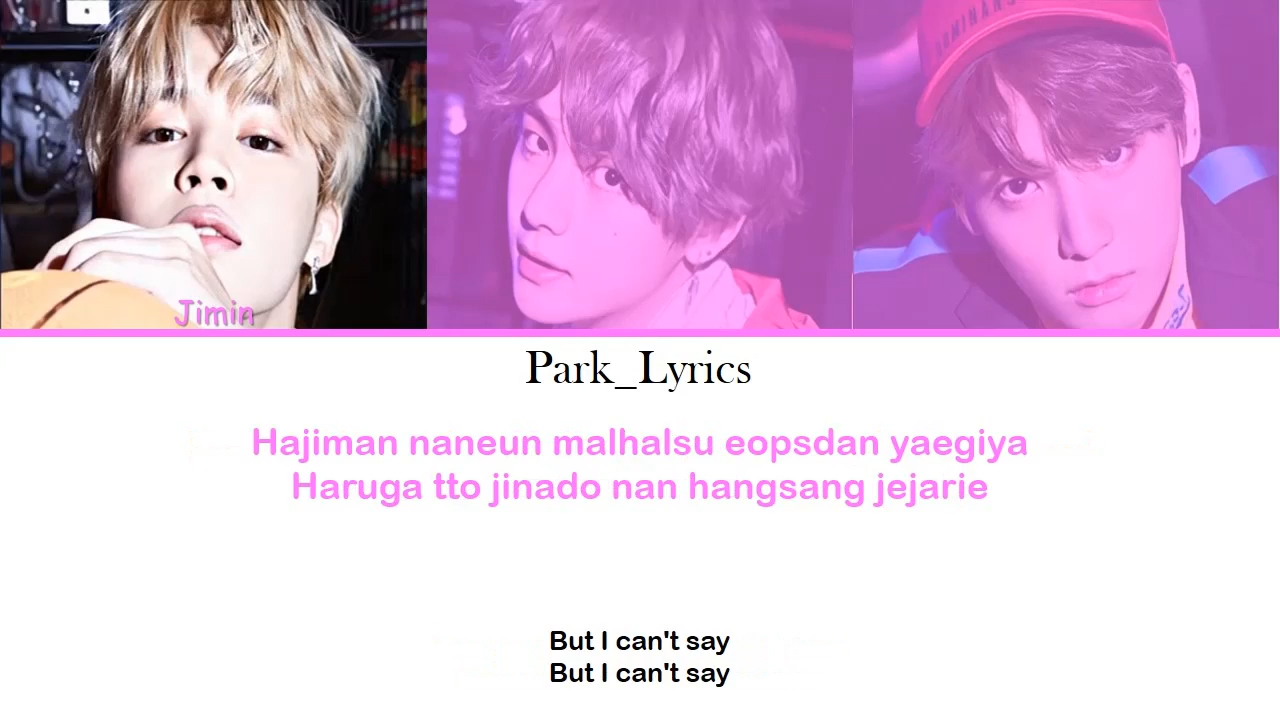 Jimin
Park_Lyrics
Hajiman naneun malhalsu eopsdan yaegiya
Haruga tto jinado nan hangsang jejarie
But I can't say
But I can't say